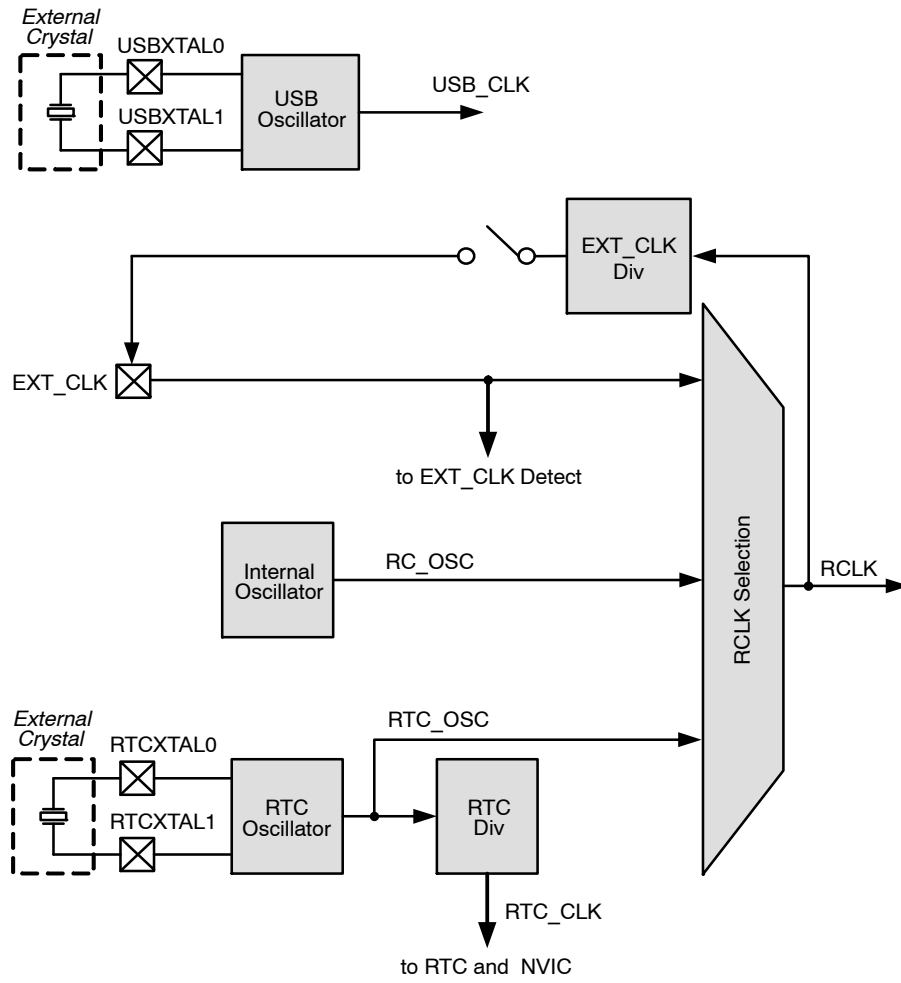 External
Crystal
USBXTAL0
USB_CLK
USBXTAL1
USB
Oscillator
EXT_CLK
Div
EXT_CLK
to EXT_CLK Detect
Internal
Oscillator
RC_OSC
RCLK Selection
RCLK
External
Crystal
RTCXTAL0
RTC_OSC
RTCXTAL1
RTC
Oscillator
RTC
Div
RTC_CLK
to RTC and NVIC